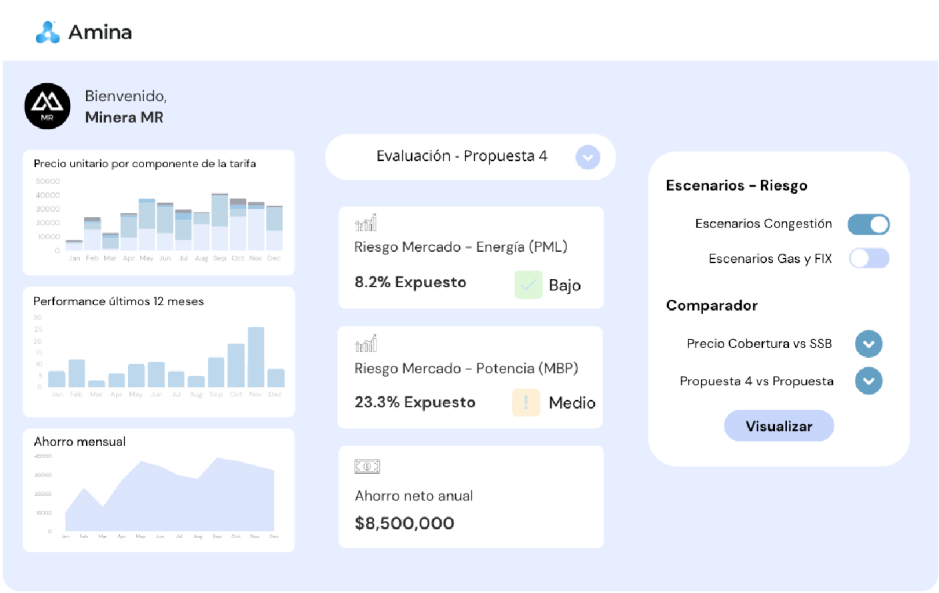 Amina
Bienvenido,
Minera MR
MR
Precio unitario por componente de la tarifa
50000
40000
30000
20000
10000
0
Jan Feb Mar Apr May Jun Jul Aug Sep Oct Nov Dec
Performance últimos 12 meses
30
25
20
15
10
5
0
Jan Feb Mar Apr May Jun Jul Aug Sep Oct Nov Dec
Ahorro mensual
40000
30000
20000
10000
0
Jan Feb Mar Apr May Jun Jul Aug Sep Oct Nov Dec
Evaluación - Propuesta 4
Riesgo Mercado - Energía (PML)
8.2% Expuesto
Bajo
Riesgo Mercado - Potencia (MBP)
23.3% Expuesto
! Medio
Ahorro neto anual
$8,500,000
Escenarios - Riesgo
Escenarios Congestión
Escenarios Gas y FIX
Comparador
Precio Cobertura vs SSB
Propuesta 4 vs Propuesta
Visualizar